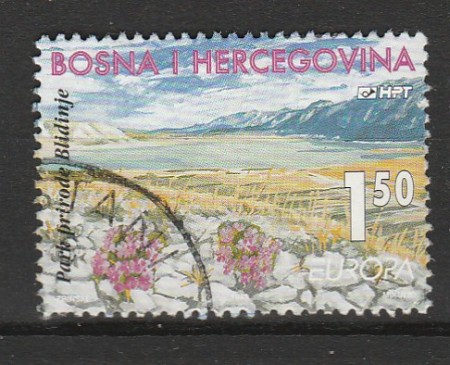 BOSNA I HERCEGOVINA
HPT
Park prirode Blidinje
1 50
EUROPA